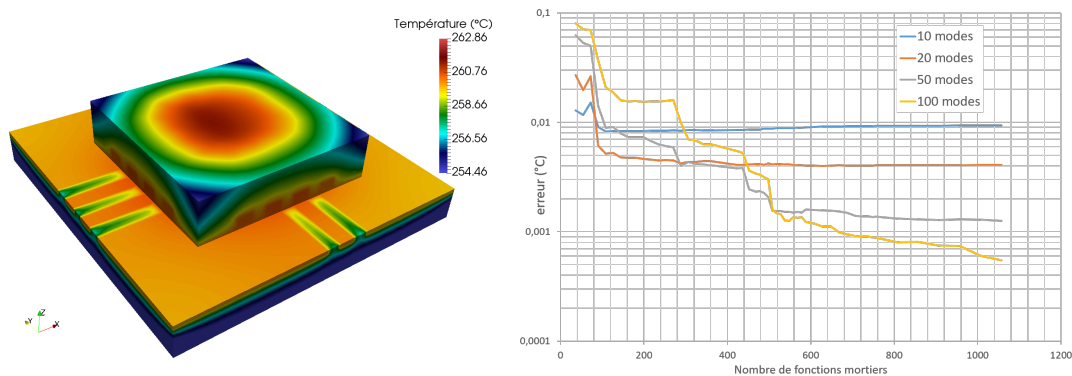 Température (°C)
262.86
260.76
258.66
256.56
254.46
Z
Y
X
0,1
0,01
0,001
0,0001
erreur (°C)
0
200
400
600
800
1000
1200
Nombre de fonctions mortiers
10 modes
20 modes
50 modes
100 modes